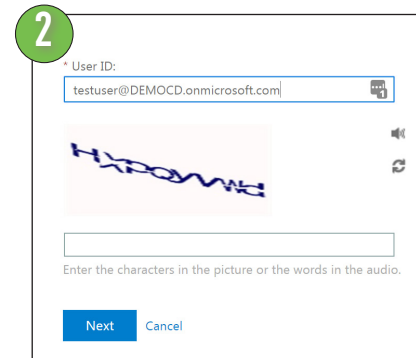 2
* User ID:
testuser@DEMOCD.onmicrosoft.com
1
Enter the characters in the picture or the words in the audio.
Next Cancel